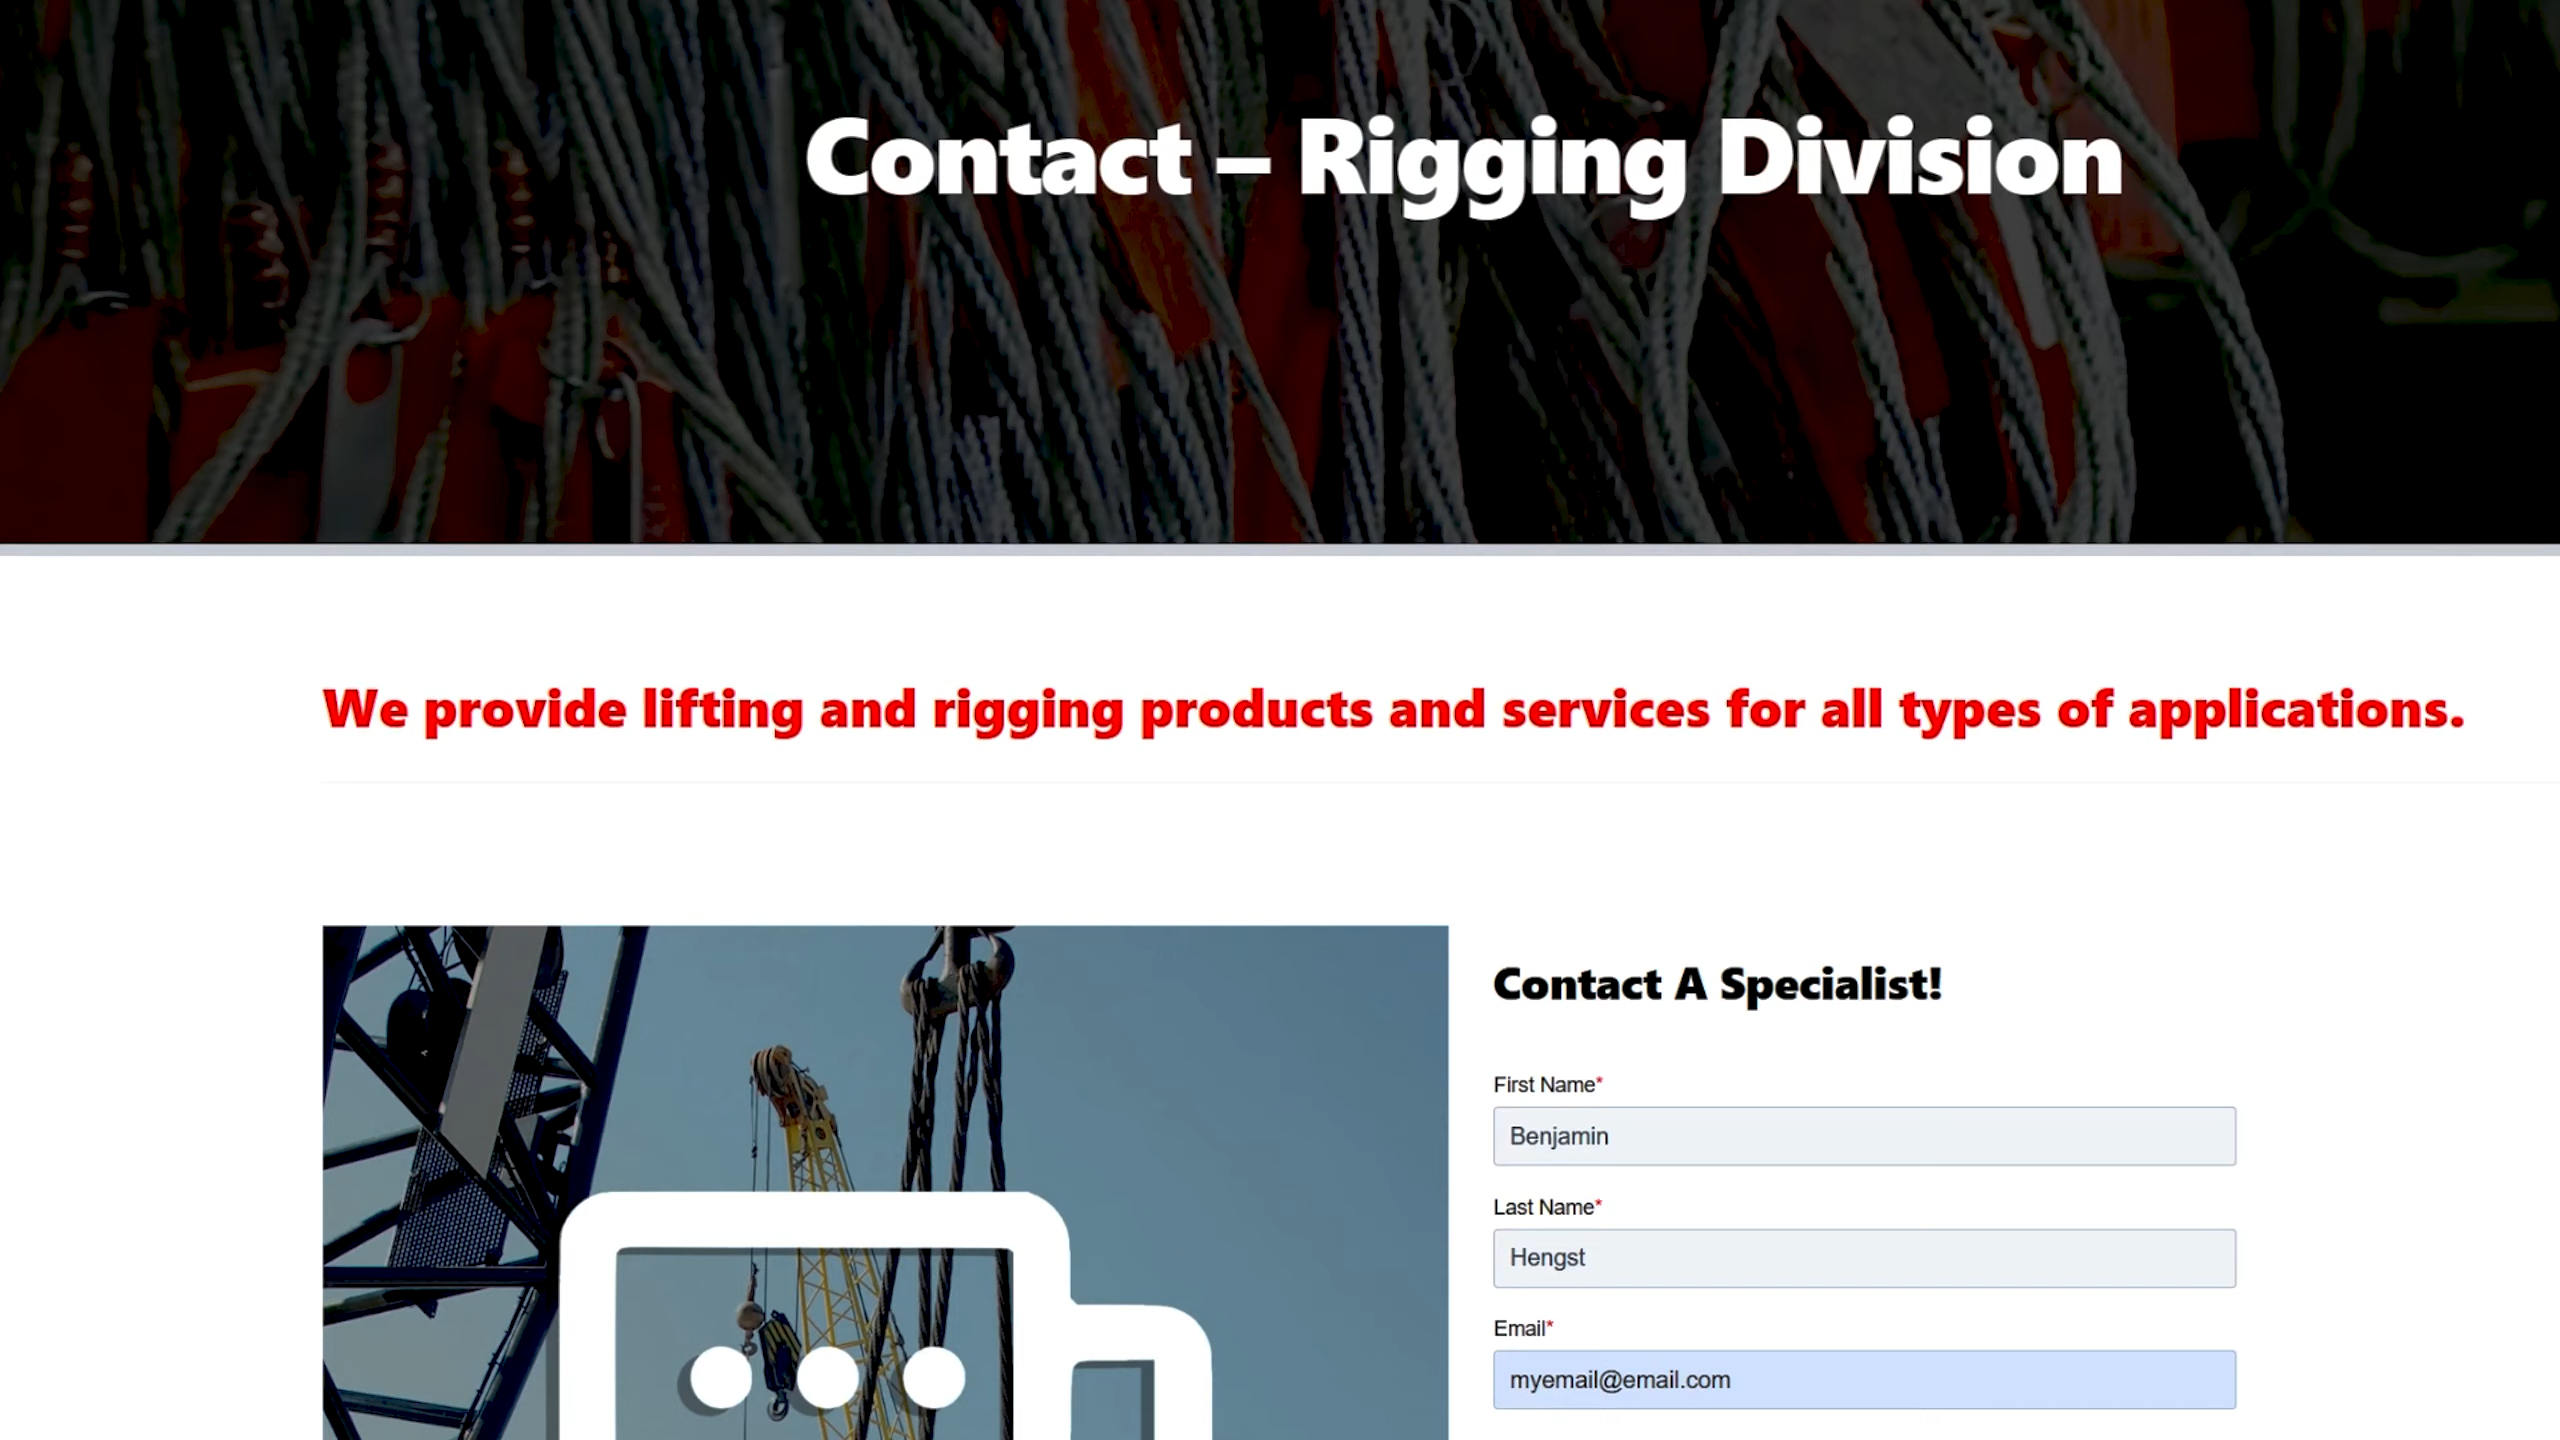 Contact – Rigging Division
We provide lifting and rigging products and services for all types of applications.
Contact A Specialist!
First Name*
Benjamin
Last Name*
Hengst
Email*
myemail@email.com